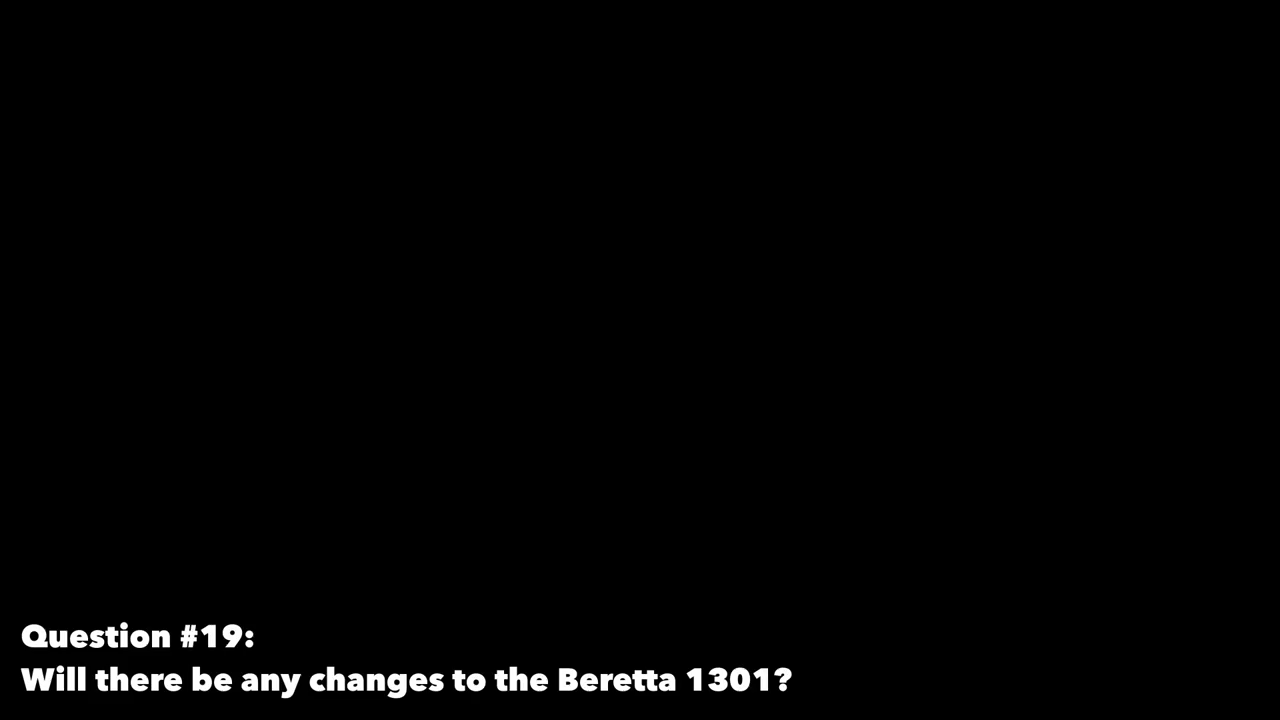 Question #19:
Will there be any changes to the Beretta 1301?